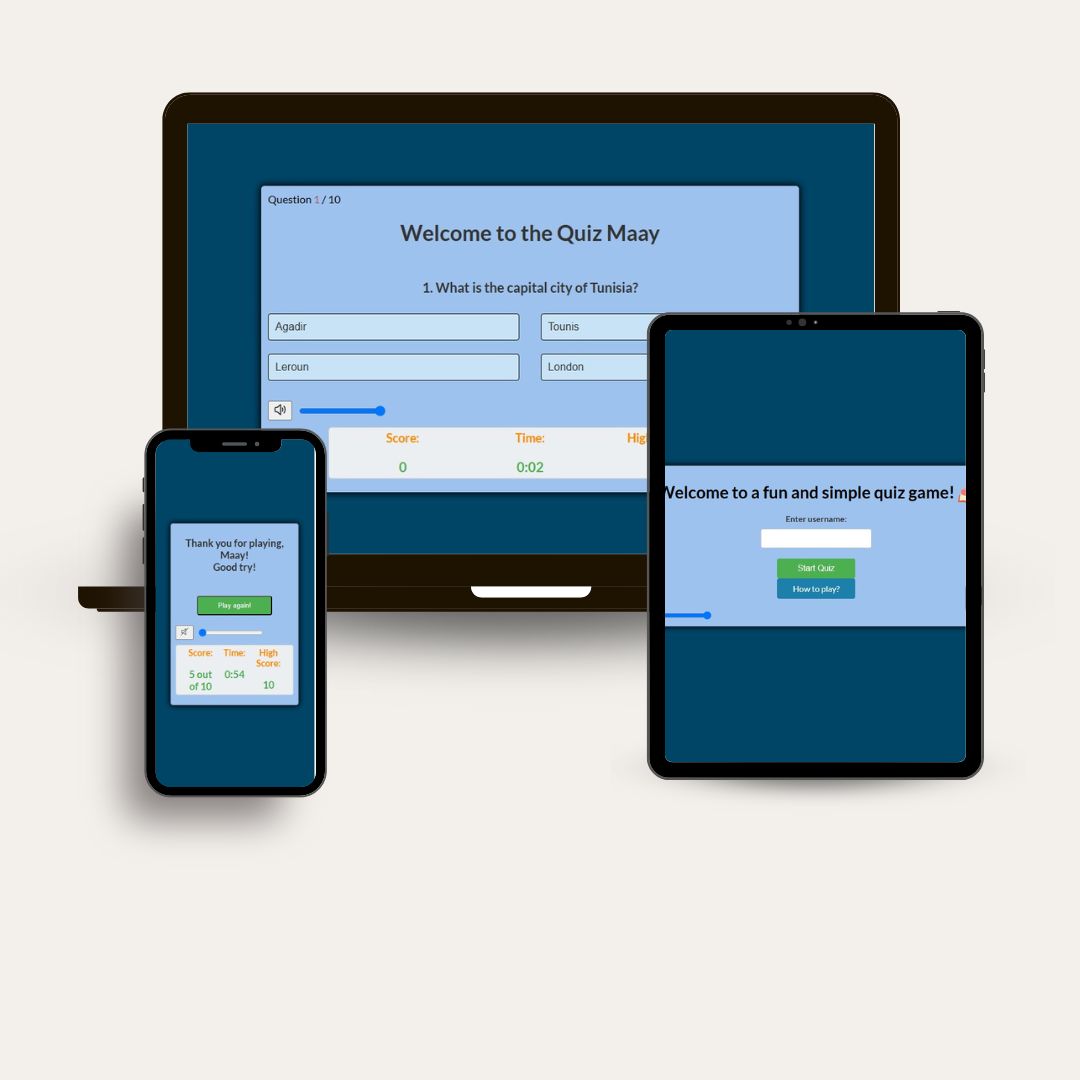 Question 1 / 10
Welcome to the Quiz Maay
1. What is the capital city of Tunisia?
Agadir
Tounis
Leroun
London
Score:
Time:
0
0:02
Welcome to a fun and simple quiz game!
Enter username:
Start Quiz
How to play?
Thank you for playing,
Maay!
Good try!
Play again!
Score:
Time:
High
Score:
5 out
of 10
0:54
10